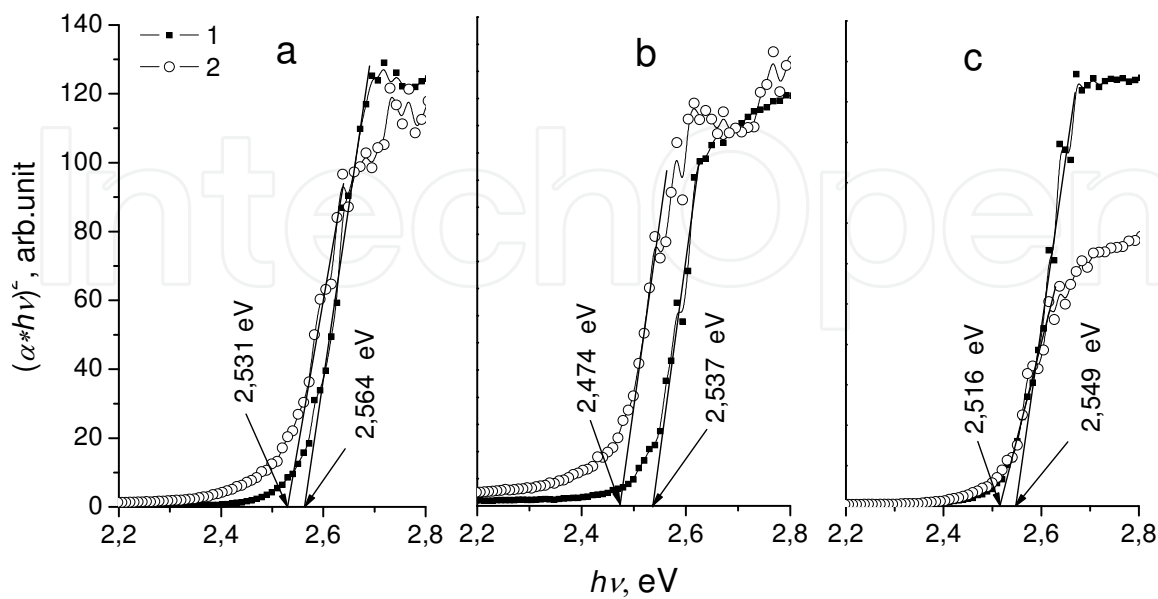 140
120
100
80
60
40
20
0
(α*hν)², arb.unit
1
2
a
b
c
2,531 eV
2,564 eV
2,474 eV
2,537 eV
2,516 eV
2,549 eV
2,2 2,4 2,6 2,8
2,2 2,4 2,6 2,8
2,2 2,4 2,6 2,8
hν, eV
IntechOpen